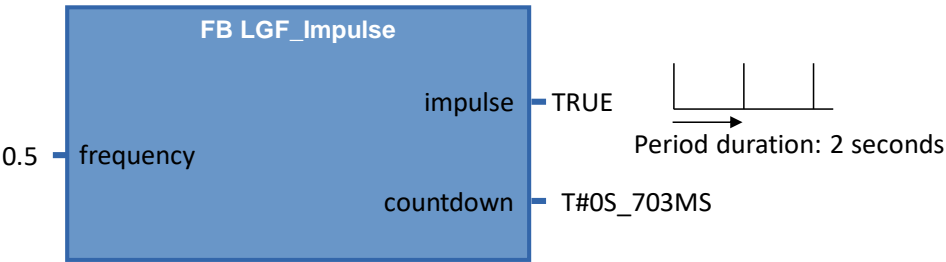 FB LGF_Impulse
impulse TRUE
Period duration: 2 seconds
0.5 frequency
countdown T#0S_703MS